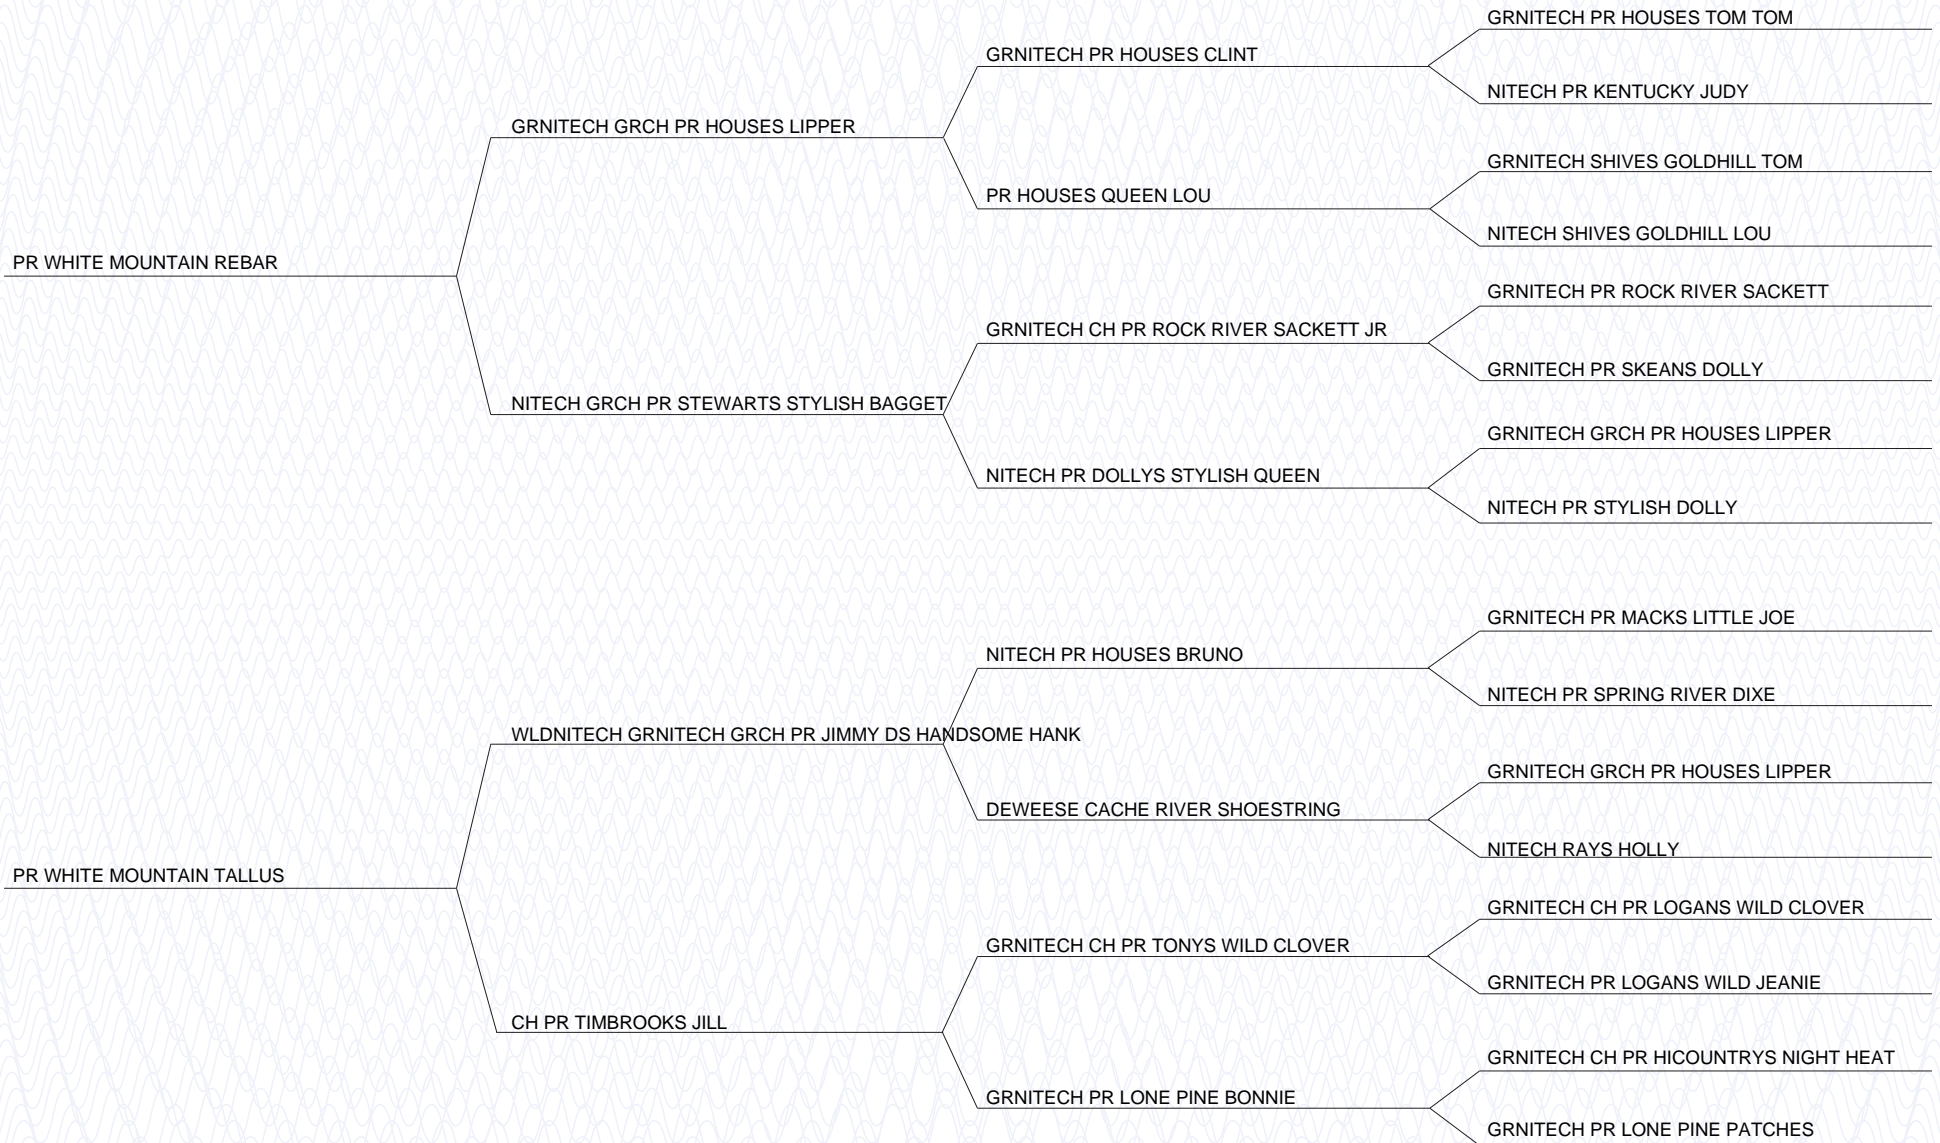 GRNITECH PR HOUSES TOM TOM
GRNITECH PR HOUSES CLINT
NITECH PR KENTUCKY JUDY
GRNITECH GRCH PR HOUSES LIPPER
GRNITECH SHIVES GOLDHILL TOM
PR HOUSES QUEEN LOU
NITECH SHIVES GOLDHILL LOU
PR WHITE MOUNTAIN REBAR
GRNITECH PR ROCK RIVER SACKETT
GRNITECH CH PR ROCK RIVER SACKETT JR
GRNITECH PR SKEANS DOLLY
NITECH GRCH PR STEWARTS STYLISH BAGGET
GRNITECH GRCH PR HOUSES LIPPER
NITECH PR DOLLYS STYLISH QUEEN
NITECH PR STYLISH DOLLY
GRNITECH PR MACKS LITTLE JOE
NITECH PR HOUSES BRUNO
NITECH PR SPRING RIVER DIXE
WLDNITECH GRNITECH GRCH PR JIMMY DS HANDSOME HANK
GRNITECH GRCH PR HOUSES LIPPER
DEWEESE CACHE RIVER SHOESTRING
NITECH RAYS HOLLY
PR WHITE MOUNTAIN TALLUS
GRNITECH CH PR LOGANS WILD CLOVER
GRNITECH CH PR TONYS WILD CLOVER
GRNITECH PR LOGANS WILD JEANIE
CH PR TIMBROOKS JILL
GRNITECH CH PR HICOUNTRYS NIGHT HEAT
GRNITECH PR LONE PINE BONNIE
GRNITECH PR LONE PINE PATCHES